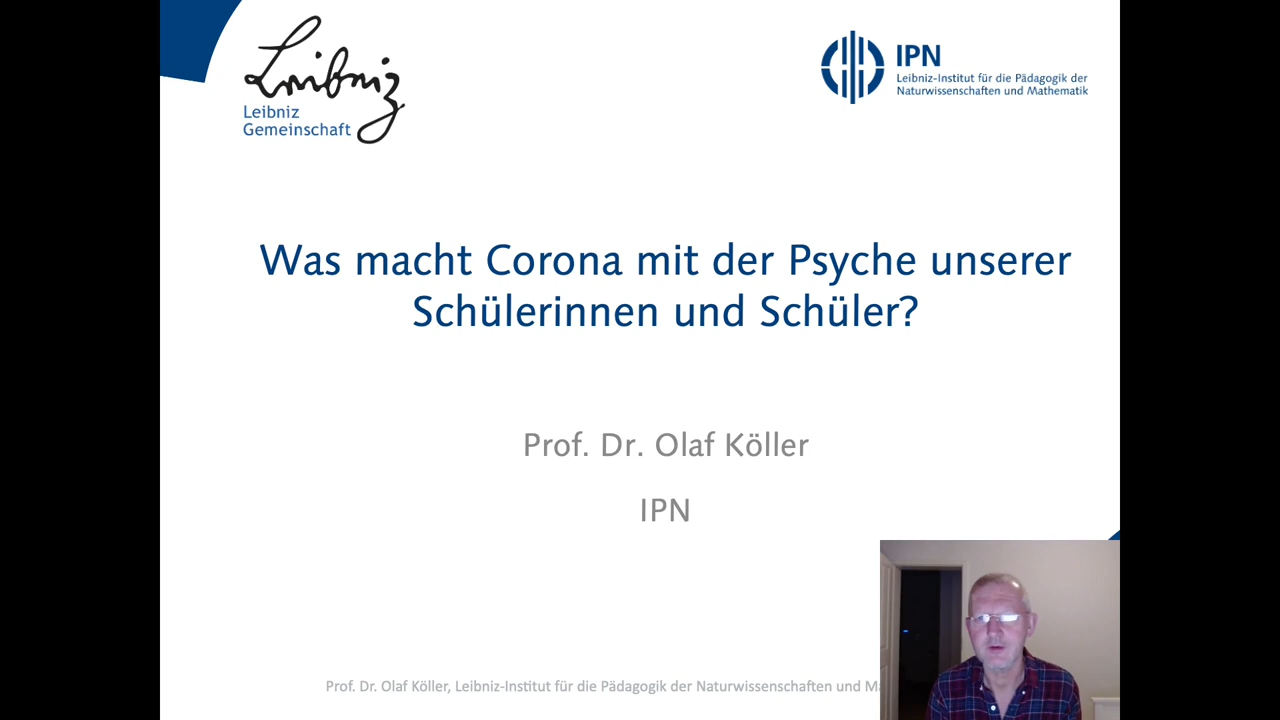 Leibniz
Leibniz
Gemeinschaft
IPN
Leibniz-Institut für die Pädagogik der
Naturwissenschaften und Mathematik
Was macht Corona mit der Psyche unserer
Schülerinnen und Schüler?
Prof. Dr. Olaf Köller
IPN
Prof. Dr. Olaf Köller, Leibniz-Institut für die Pädagogik der Naturwissenschaften und